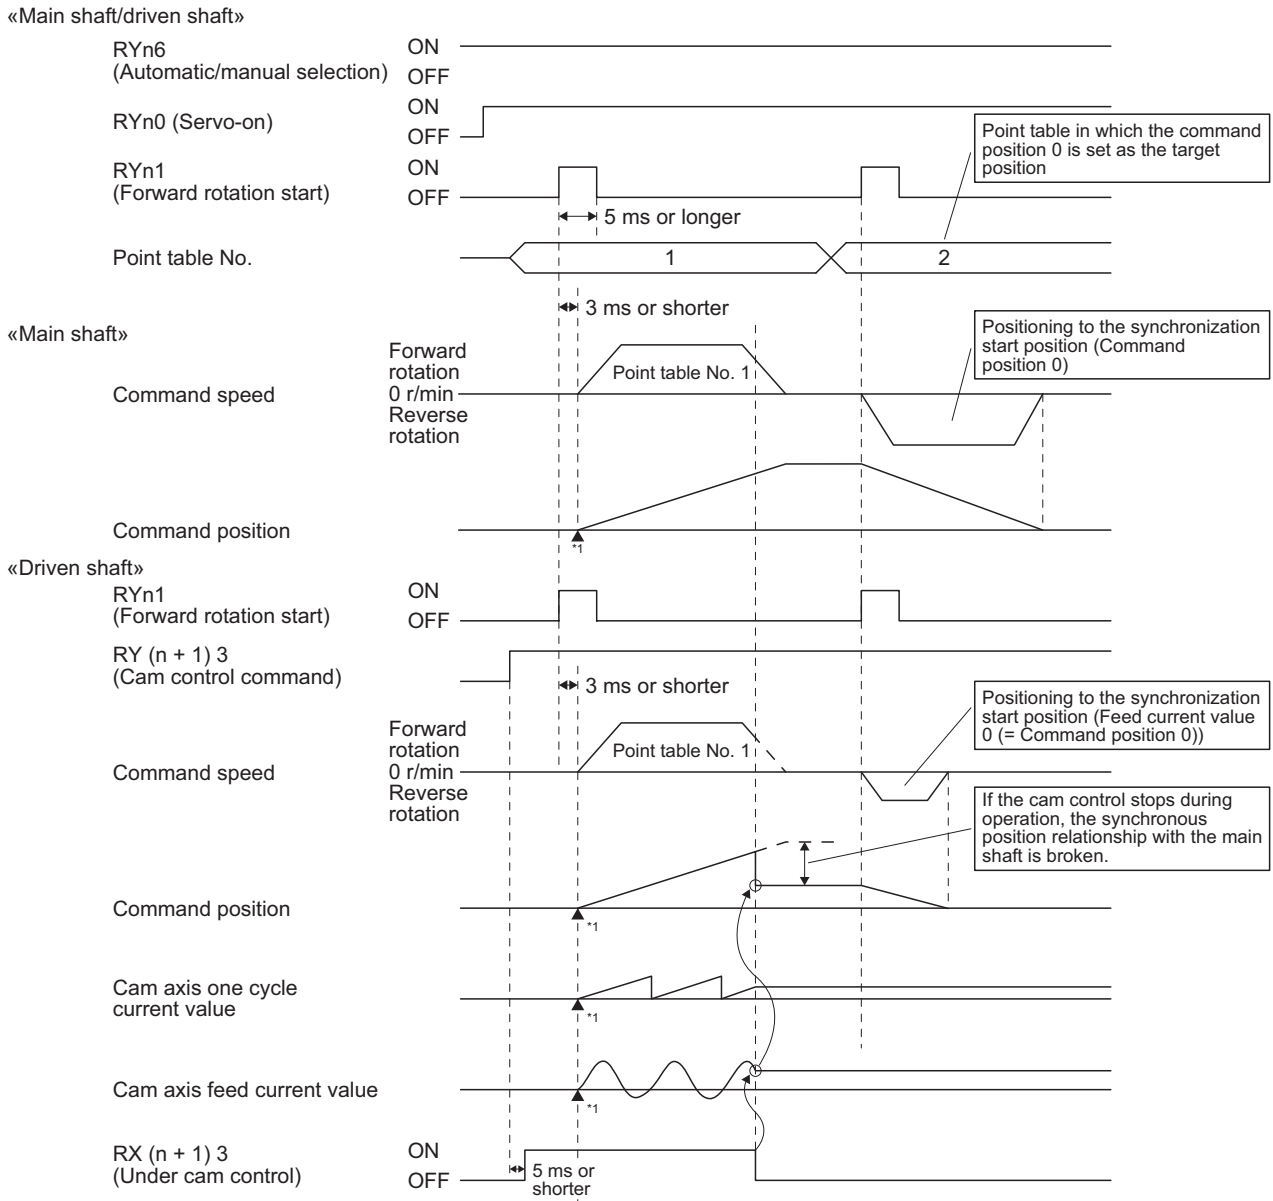 «Main shaft/driven shaft»
RYn6
(Automatic/manual selection)
ON
OFF
RYn0 (Servo-on)
ON
OFF
Point table in which the command
position 0 is set as the target
position
RYn1
(Forward rotation start)
ON
OFF
5 ms or longer
Point table No.
1
2
3 ms or shorter
«Main shaft»
Positioning to the synchronization
start position (Command
position 0)
Command speed
Forward
rotation
0 r/min
Reverse
rotation
Point table No. 1
Command position
*1
«Driven shaft»
RYn1
(Forward rotation start)
ON
OFF
RY (n + 1) 3
(Cam control command)
3 ms or shorter
Positioning to the synchronization
start position (Feed current value
0 (= Command position 0))
Command speed
Forward
rotation
0 r/min
Reverse
rotation
Point table No. 1
If the cam control stops during
operation, the synchronous
position relationship with the main
shaft is broken.
Command position
*1
Cam axis one cycle
current value
*1
Cam axis feed current value
*1
RX (n + 1) 3
(Under cam control)
ON
OFF
5 ms or
shorter